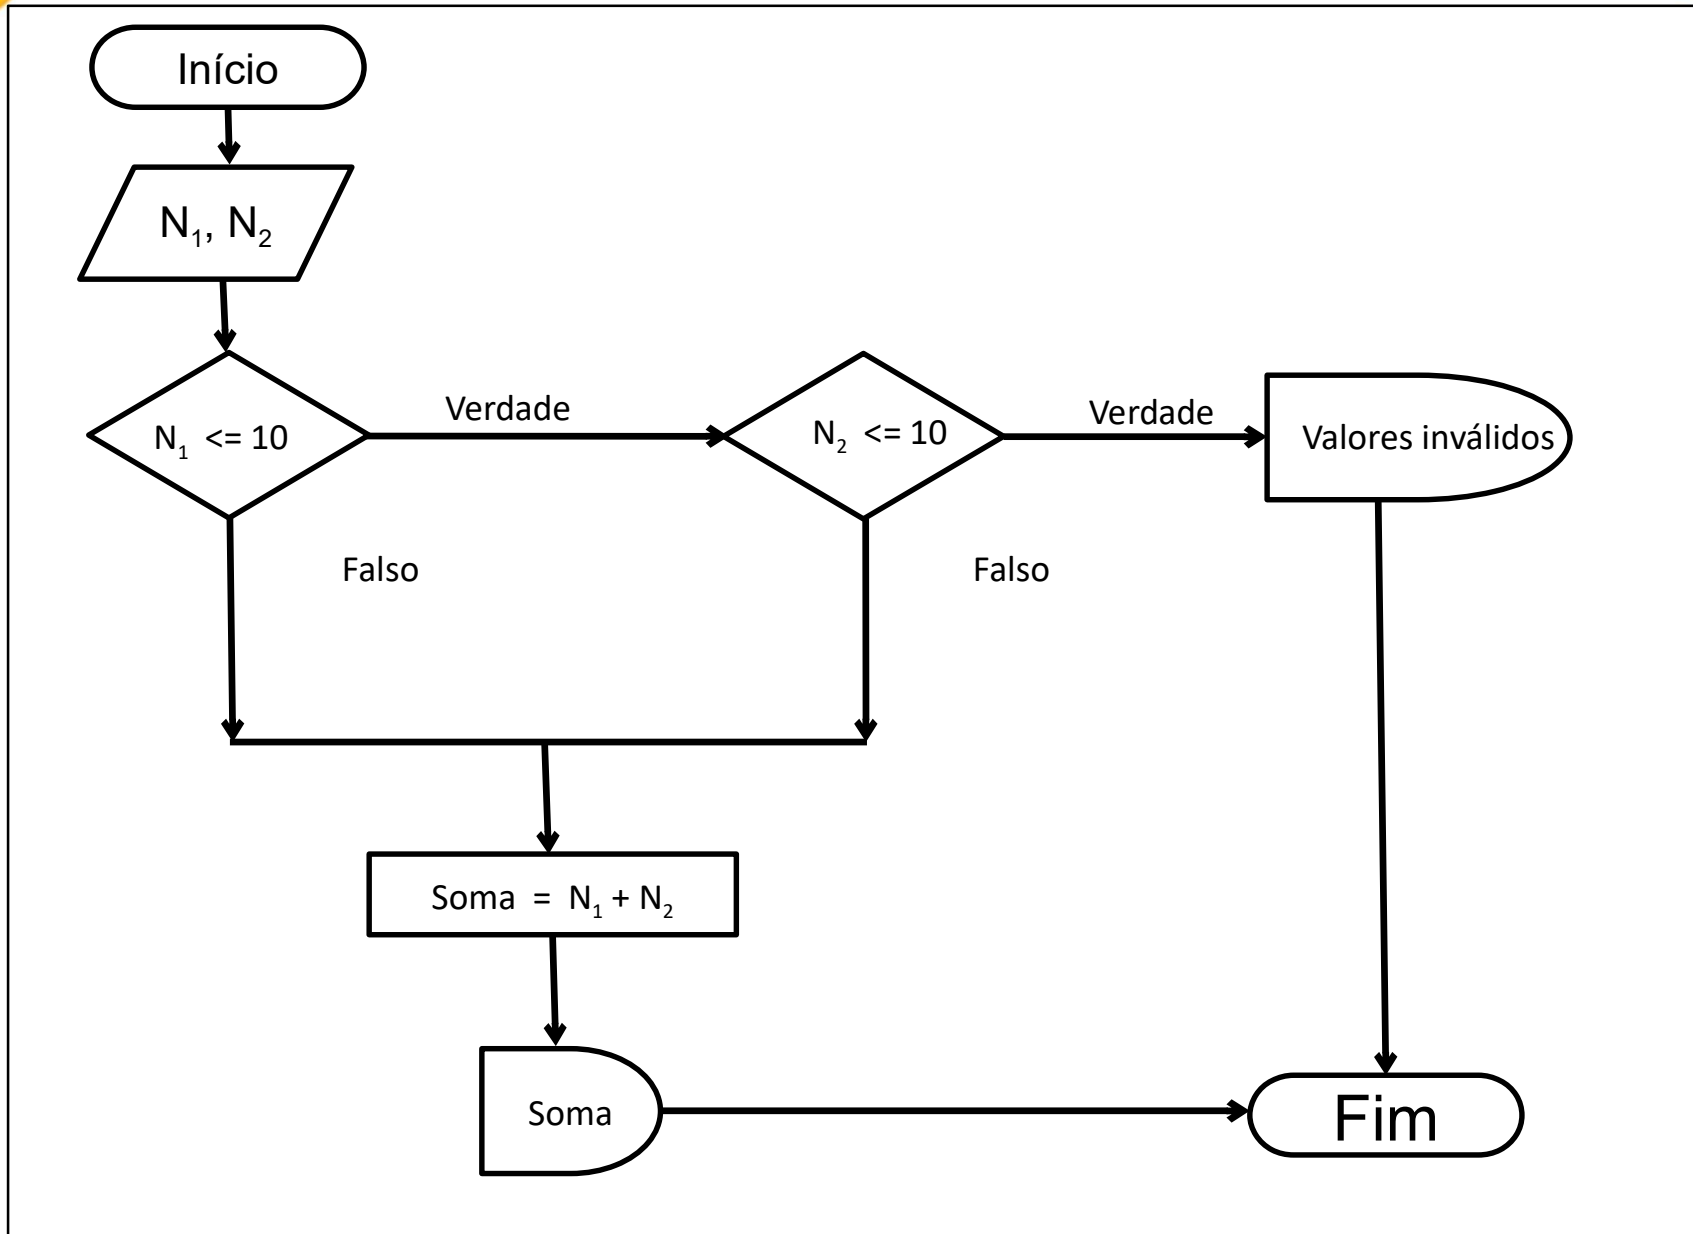 Início
N₁, N₂
N₁ <= 10
Verdade
N₂ <= 10
Verdade
Valores inválidos
Falso
Falso
Soma = N₁ + N₂
Soma
Fim